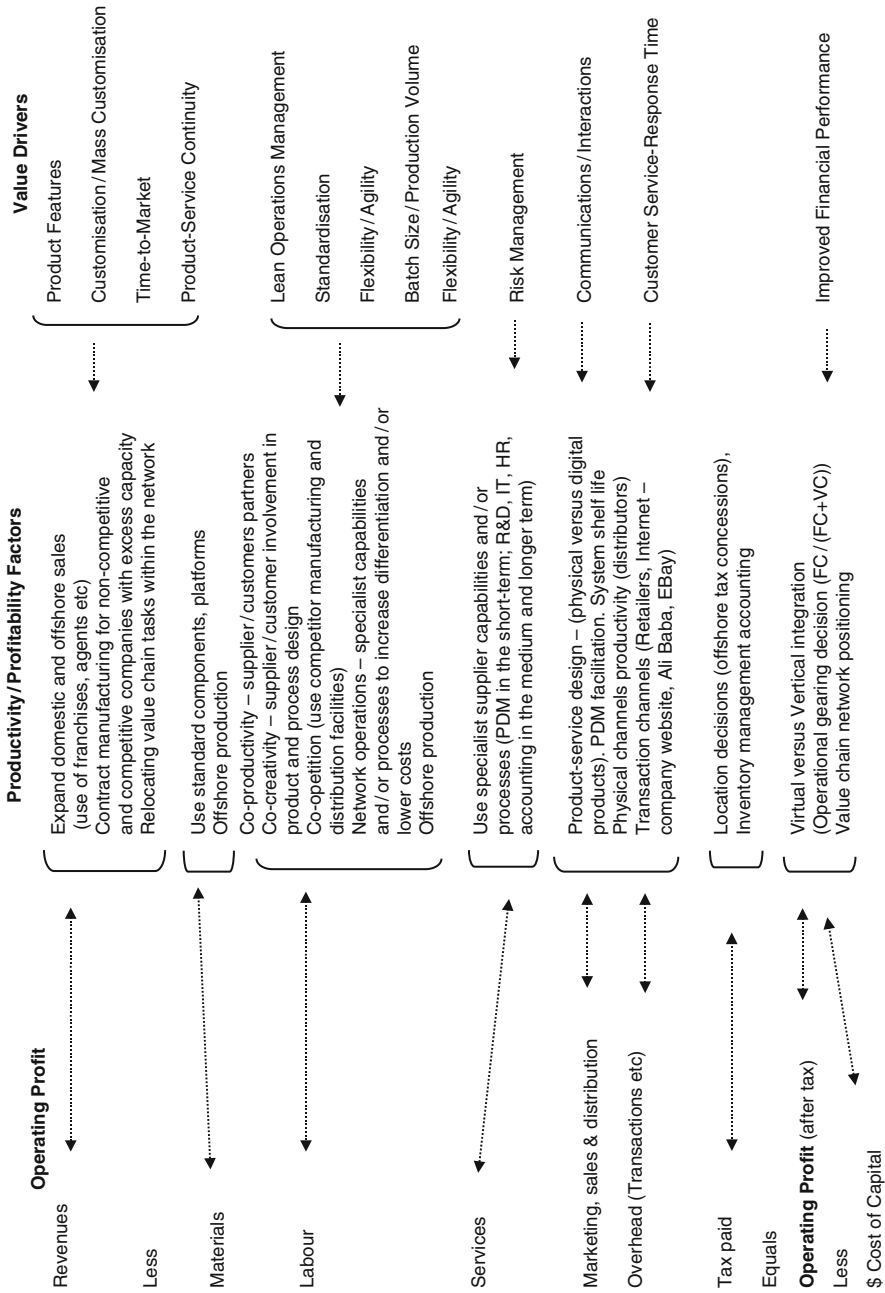 Operating Profit
Revenues
Less
Materials
Labour
Services
Marketing, sales & distribution
Overhead (Transactions etc)
Tax paid
Equals
Operating Profit (after tax)
Less
$ Cost of Capital
Productivity/Profitability Factors
Expand domestic and offshore sales
(use of franchises, agents etc)
Contract manufacturing for non-competitive
and competitive companies with excess capacity
Relocating value chain tasks within the network
Use standard components, platforms
Offshore production
Co-productivity – supplier/customers partners
Co-creativity – supplier/customer involvement in
product and process design
Co-opetition (use competitor manufacturing and
distribution facilities)
Network operations – specialist capabilities
and/or processes to increase differentiation and/or
lower costs
Offshore production
Use specialist supplier capabilities and/or
processes (PDM in the short-term; R&D, IT, HR,
accounting in the medium and longer term)
Product-service design – (physical versus digital
products). PDM facilitation. System shelf life
Physical channels productivity (distributors)
Transaction channels (Retailers, Internet –
company website, Ali Baba, EBay)
Location decisions (offshore tax concessions),
Inventory management accounting
Virtual versus Vertical integration
(Operational gearing decision (FC/(FC+VC))
Value chain network positioning
Value Drivers
Product Features
Customisation/Mass Customisation
Time-to-Market
Product-Service Continuity
Lean Operations Management
Standardisation
Flexibility/Agility
Batch Size/Production Volume
Flexibility/Agility
Risk Management
Communications/Interactions
Customer Service-Response Time
Improved Financial Performance